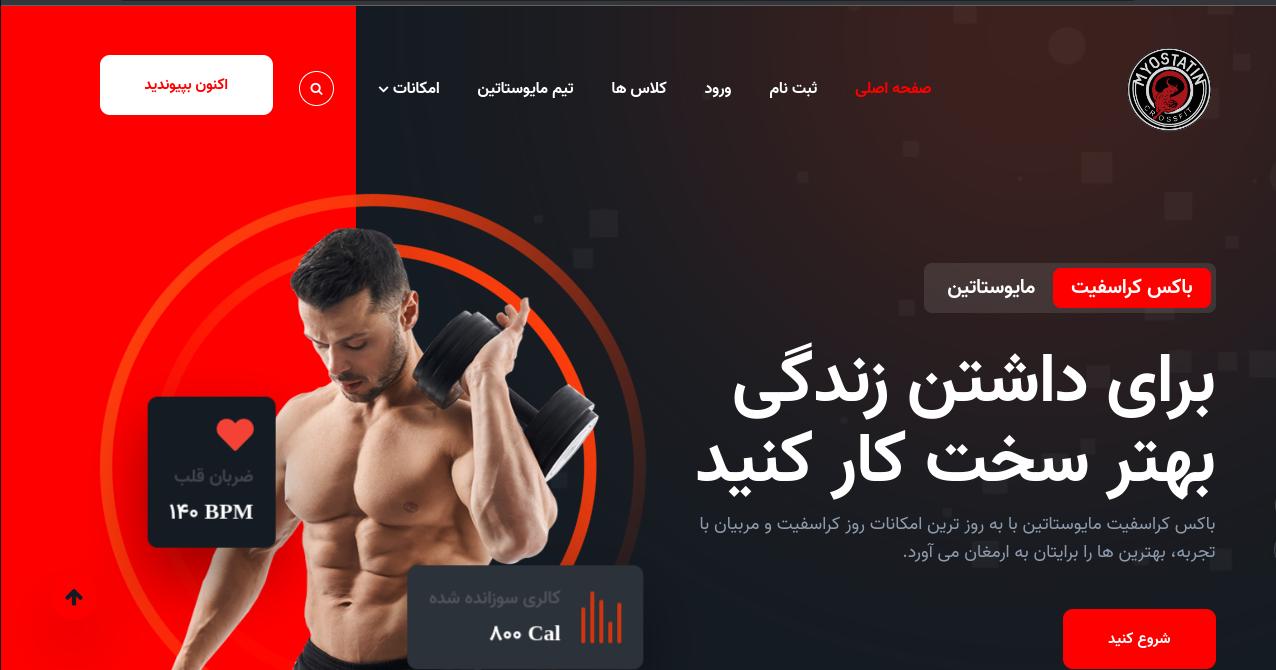 MYOSTATIN
CROSSFIT
صفحه اصلی
ثبت نام
ورود
کلاس ها
تیم مایوستاتین
امکانات
اکنون بپیوندید
باکس کراسفیت
مایوستاتین
برای داشتن زندگی
بهتر سخت کار کنید
باکس کراسفیت مایوستاتین با به روز ترین امکانات روز کراسفیت و مربیان با
تجربه، بهترین ها را برایتان به ارمغان می آورد.
شروع کنید
ضربان قلب
۱۴۰ BPM
کالری سوزانده شده
۸۰۰ Cal